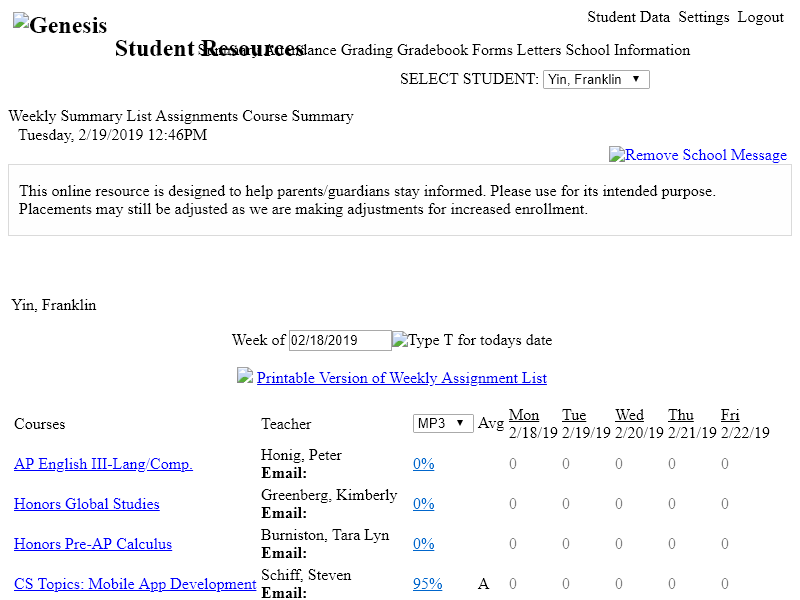 Genesis
Student Resources
Student Data Settings Logout
Summary Attendance Grading Gradebook Forms Letters School Information
SELECT STUDENT: Yin, Franklin
Weekly Summary List Assignments Course Summary
Tuesday, 2/19/2019 12:46PM
Remove School Message
This online resource is designed to help parents/guardians stay informed. Please use for its intended purpose.
Placements may still be adjusted as we are making adjustments for increased enrollment.
Yin, Franklin
Week of 02/18/2019 Type T for todays date
Printable Version of Weekly Assignment List
Courses Teacher MP3 Avg Mon 2/18/19 Tue 2/19/19 Wed 2/20/19 Thu 2/21/19 Fri 2/22/19
AP English III-Lang/Comp. Honig, Peter 0% 0 0 0 0 0
Email:
Honors Global Studies Greenberg, Kimberly 0% 0 0 0 0 0
Email:
Honors Pre-AP Calculus Burniston, Tara Lyn 0% 0 0 0 0 0
Email:
CS Topics: Mobile App Development Schiff, Steven 95% A 0 0 0 0 0
Email: